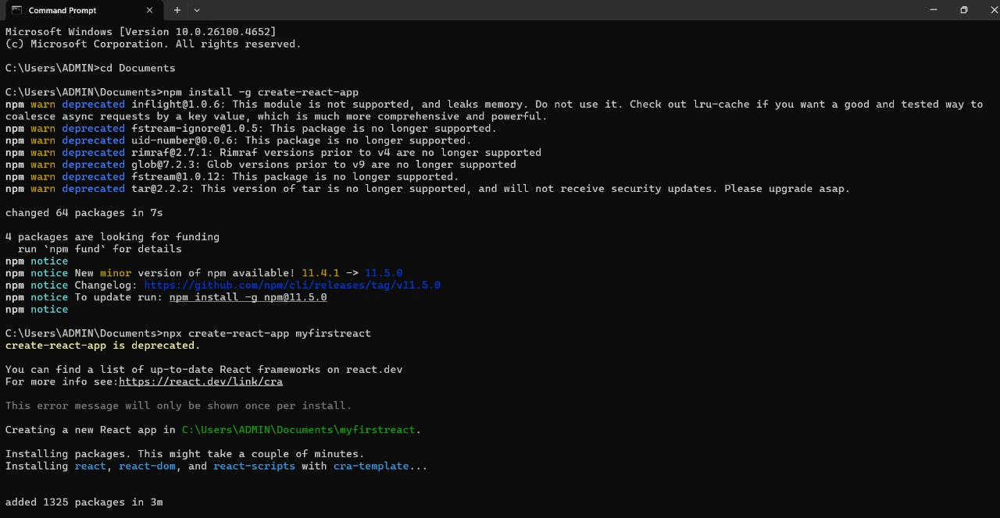 Command Prompt
Microsoft Windows [Version 10.0.26100.4652]
(c) Microsoft Corporation. All rights reserved.
C:\Users\ADMIN>cd Documents
C:\Users\ADMIN\Documents>npm install -g create-react-app
npm warn deprecated inflight@1.0.6: This module is not supported, and leaks memory. Do not use it. Check out lru-cache if you want a good and tested way to
coalesce async requests by a key value, which is much more comprehensive and powerful.
npm warn deprecated fstream-ignore@1.0.5: This package is no longer supported.
npm warn deprecated uid-number@0.0.6: This package is no longer supported.
npm warn deprecated rimraf@2.7.1: Rimraf versions prior to v4 are no longer supported
npm warn deprecated glob@7.2.3: Glob versions prior to v9 are no longer supported
npm warn deprecated fstream@1.0.12: This package is no longer supported.
npm warn deprecated tar@2.2.2: This version of tar is no longer supported, and will not receive security updates. Please upgrade asap.
changed 64 packages in 7s
4 packages are looking for funding
  run `npm fund` for details
npm notice
npm notice New minor version of npm available! 11.4.1 -> 11.5.0
npm notice Changelog: https://github.com/npm/cli/releases/tag/v11.5.0
npm notice To update run: npm install -g npm@11.5.0
npm notice
C:\Users\ADMIN\Documents>npx create-react-app myfirstreact
create-react-app is deprecated.
You can find a list of up-to-date React frameworks on react.dev
For more info see:https://react.dev/link/cra
This error message will only be shown once per install.
Creating a new React app in C:\Users\ADMIN\Documents\myfirstreact.
Installing packages. This might take a couple of minutes.
Installing react, react-dom, and react-scripts with cra-template...
added 1325 packages in 3m